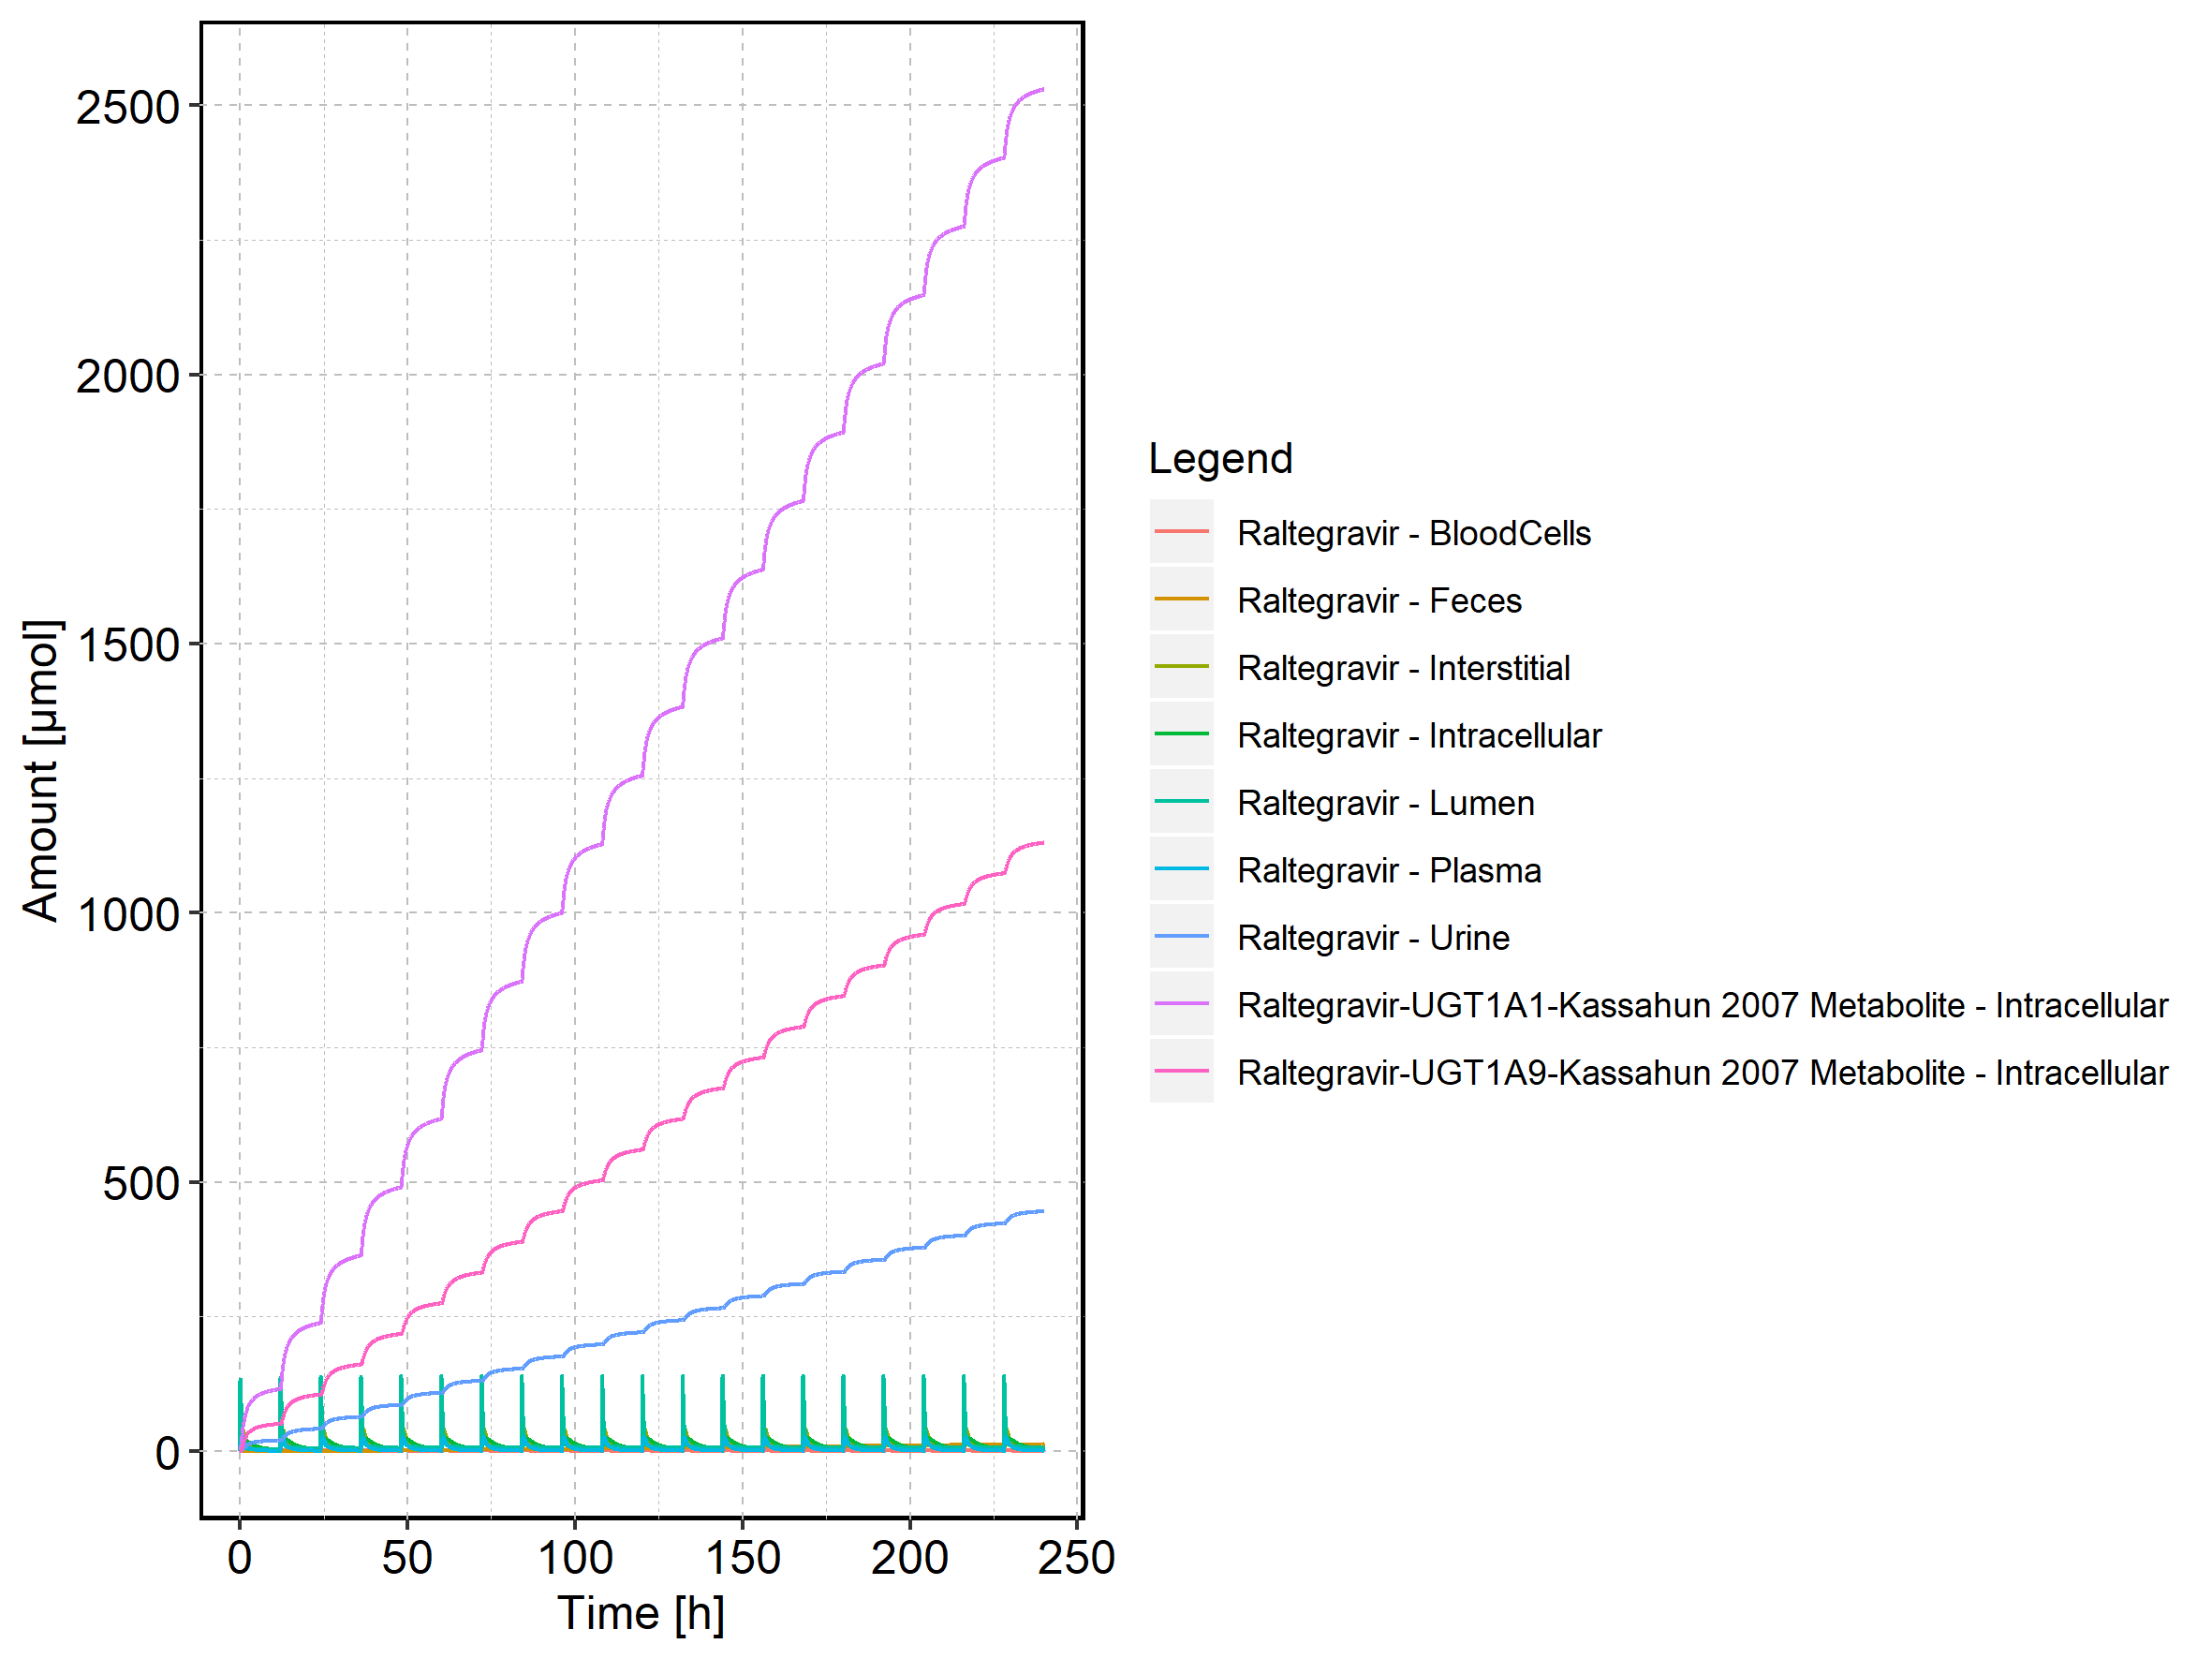 2500
2000
1500
1000
500
0
Amount [µmol]
0 50 100 150 200 250
Time [h]
Legend
Raltegravir - BloodCells
Raltegravir - Feces
Raltegravir - Interstitial
Raltegravir - Intracellular
Raltegravir - Lumen
Raltegravir - Plasma
Raltegravir - Urine
Raltegravir-UGT1A1-Kassahun 2007 Metabolite - Intracellular
Raltegravir-UGT1A9-Kassahun 2007 Metabolite - Intracellular